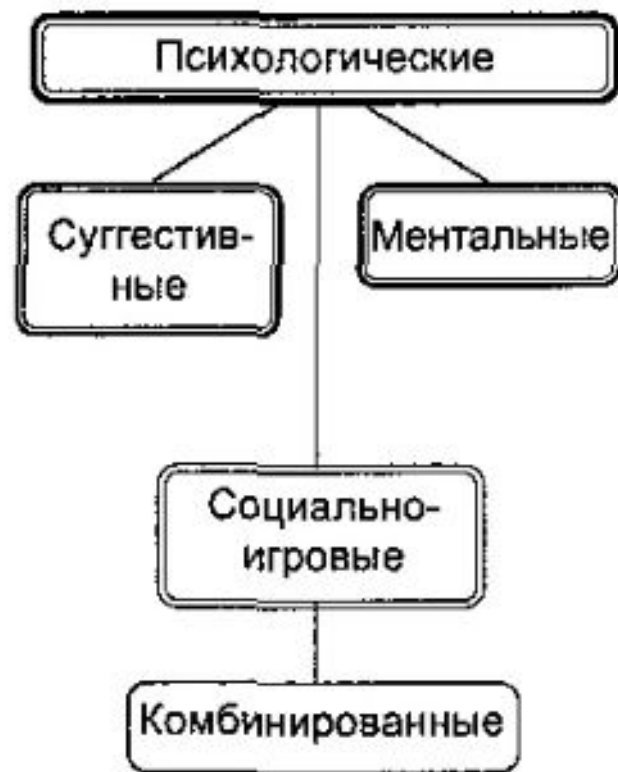 Психологические
Суггестив-
ные
Ментальные
Социально-
игровые
Комбинированные